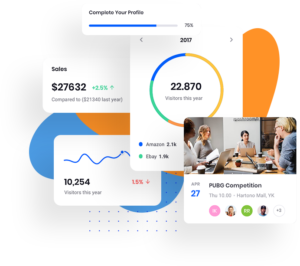 Complete Your Profile
75%
2017
Sales
$27632 +2.5% ↑
Compared to ($21340 last year)
22.870
Visitors this year
Amazon 2.1k
Ebay 1.9k
10,254 1.5% ↓
Visitors this year
APR
27
PUBG Competition
Thu 10.00 - Hartono Mall, YK
+3